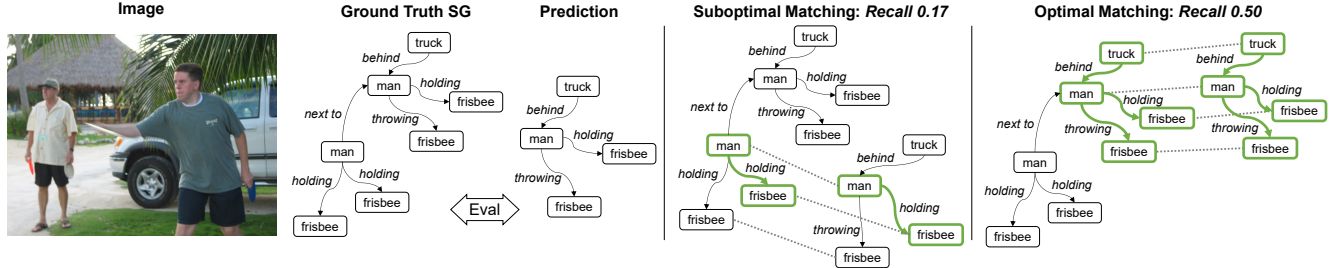 Image
Ground Truth SG
Prediction
Suboptimal Matching: Recall 0.17
Optimal Matching: Recall 0.50
truck
behind
man
holding
frisbee
throwing
frisbee
next to
man
holding
holding
frisbee
frisbee
Eval
truck
behind
man
holding
frisbee
throwing
frisbee
truck
behind
man
holding
frisbee
throwing
frisbee
next to
man
holding
holding
frisbee
frisbee
truck
behind
man
holding
frisbee
throwing
frisbee
truck
behind
man
holding
frisbee
throwing
frisbee
next to
man
holding
holding
frisbee
frisbee
truck
behind
man
holding
frisbee
throwing
frisbee